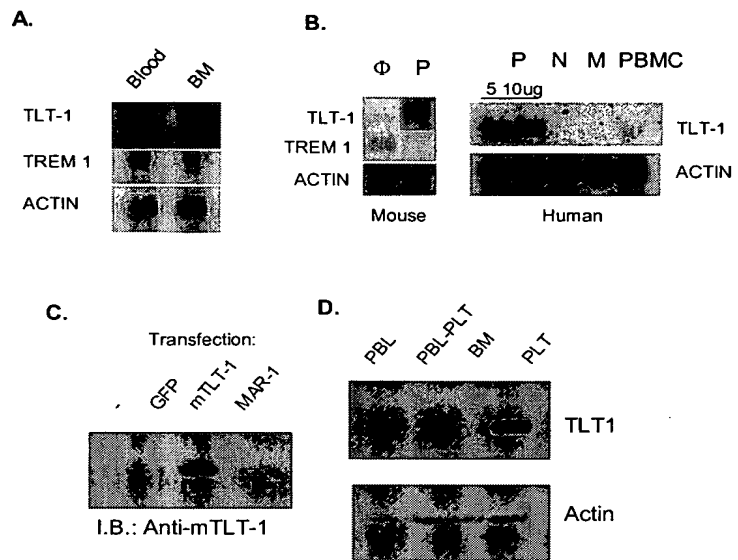 A.
Blood BM
TLT-1
TREM 1
ACTIN
B.
Φ P
TLT-1
TREM 1
Mouse
P N M PBMC
5 10ug
TLT-1
ACTIN
Human
C.
Transfection:
- GFP mTLT-1 MAR-1
I.B.: Anti-mTLT-1
D.
PBL PBL-PLT BM PLT
TLT1
Actin